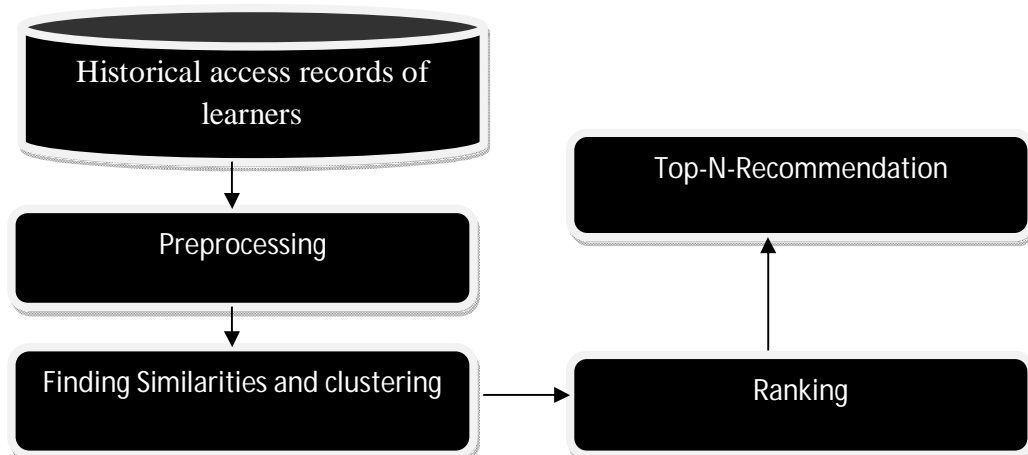 Historical access records of
learners
Preprocessing
Finding Similarities and clustering
Ranking
Top-N-Recommendation